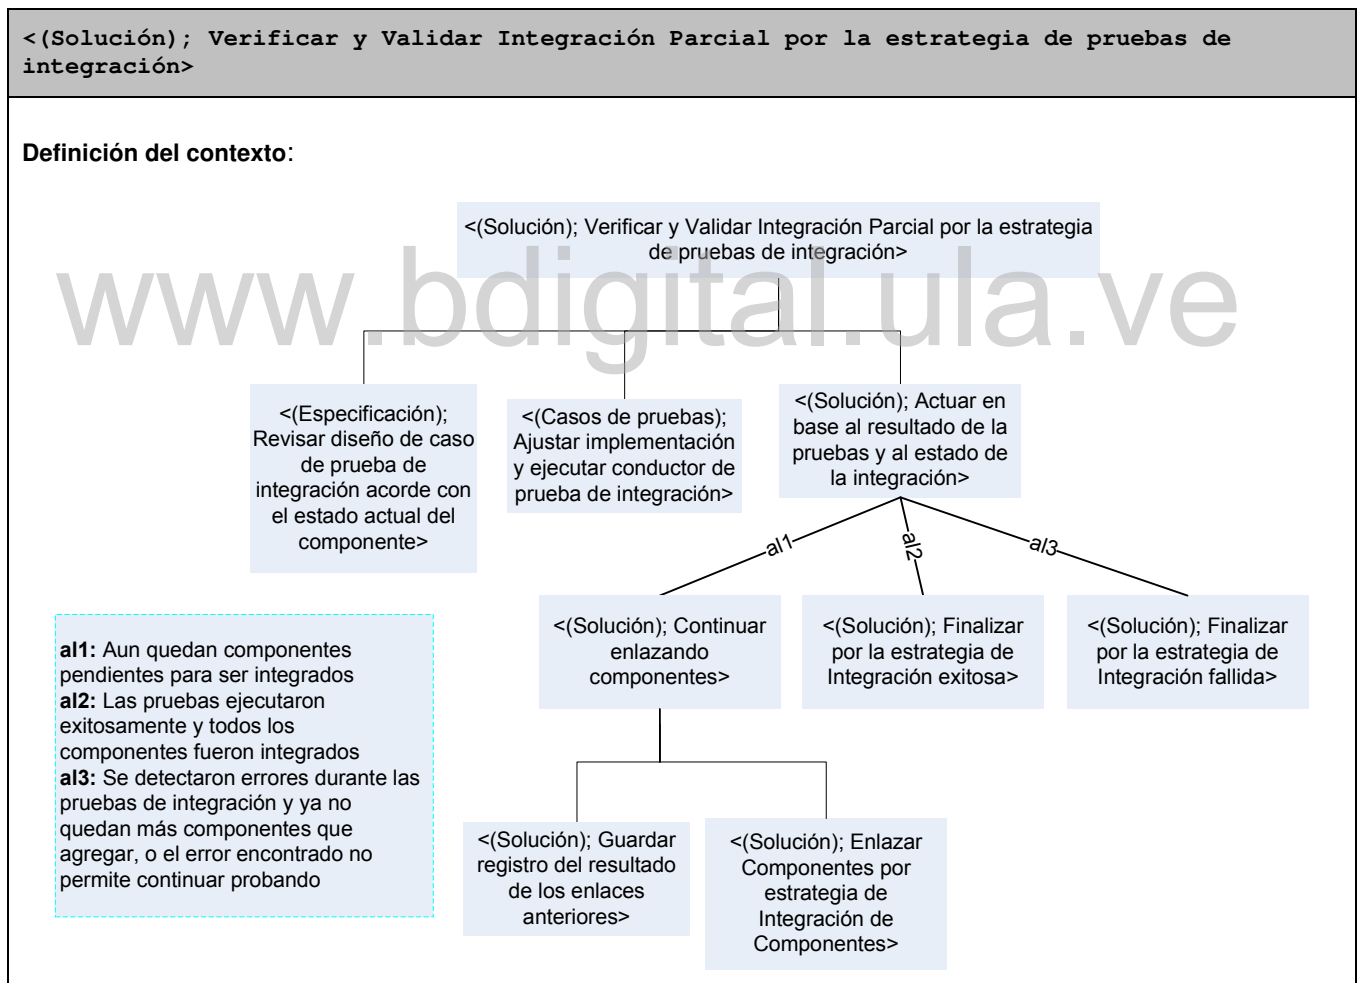 <(Solución); Verificar y Validar Integración Parcial por la estrategia de pruebas de
integración>
Definición del contexto:
<(Solución); Verificar y Validar Integración Parcial por la estrategia
de pruebas de integración>
www.bdigital.ula.ve
<(Especificación);
Revisar diseño de caso
de prueba de
integración acorde con
el estado actual del
componente>
<(Casos de pruebas);
Ajustar implementación
y ejecutar conductor de
prueba de integración>
<(Solución); Actuar en
base al resultado de la
pruebas y al estado de
la integración>
al1
al2
al3
<(Solución); Continuar
enlazando
componentes>
<(Solución); Finalizar
por la estrategia de
Integración exitosa>
<(Solución); Finalizar
por la estrategia de
Integración fallida>
al1: Aun quedan componentes
pendientes para ser integrados
al2: Las pruebas ejecutaron
exitosamente y todos los
componentes fueron integrados
al3: Se detectaron errores durante las
pruebas de integración y ya no
quedan más componentes que
agregar, o el error encontrado no
permite continuar probando
<(Solución); Guardar
registro del resultado
de los enlaces
anteriores>
<(Solución); Enlazar
Componentes por
estrategia de
Integración de
Componentes>